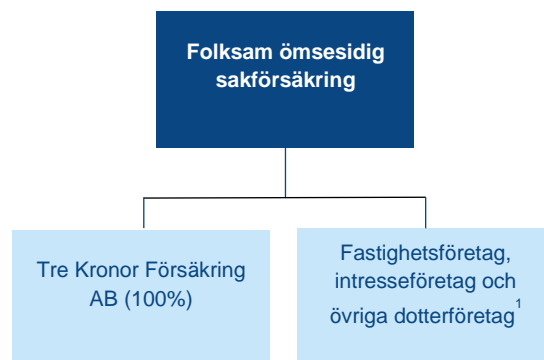 Folksam ömsesidig
sakförsäkring
Tre Kronor Försäkring
AB (100%)
Fastighetsföretag,
intresseföretag och
övriga dotterföretag¹